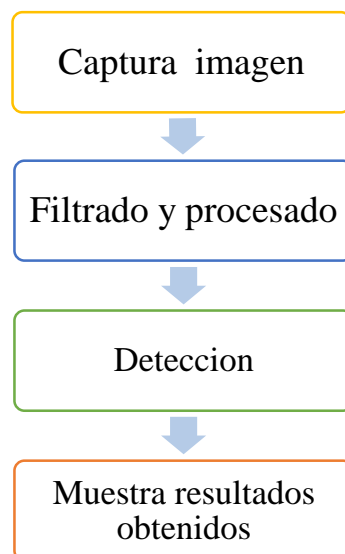 Captura imagen
Filtrado y procesado
Deteccion
Muestra resultados
obtenidos